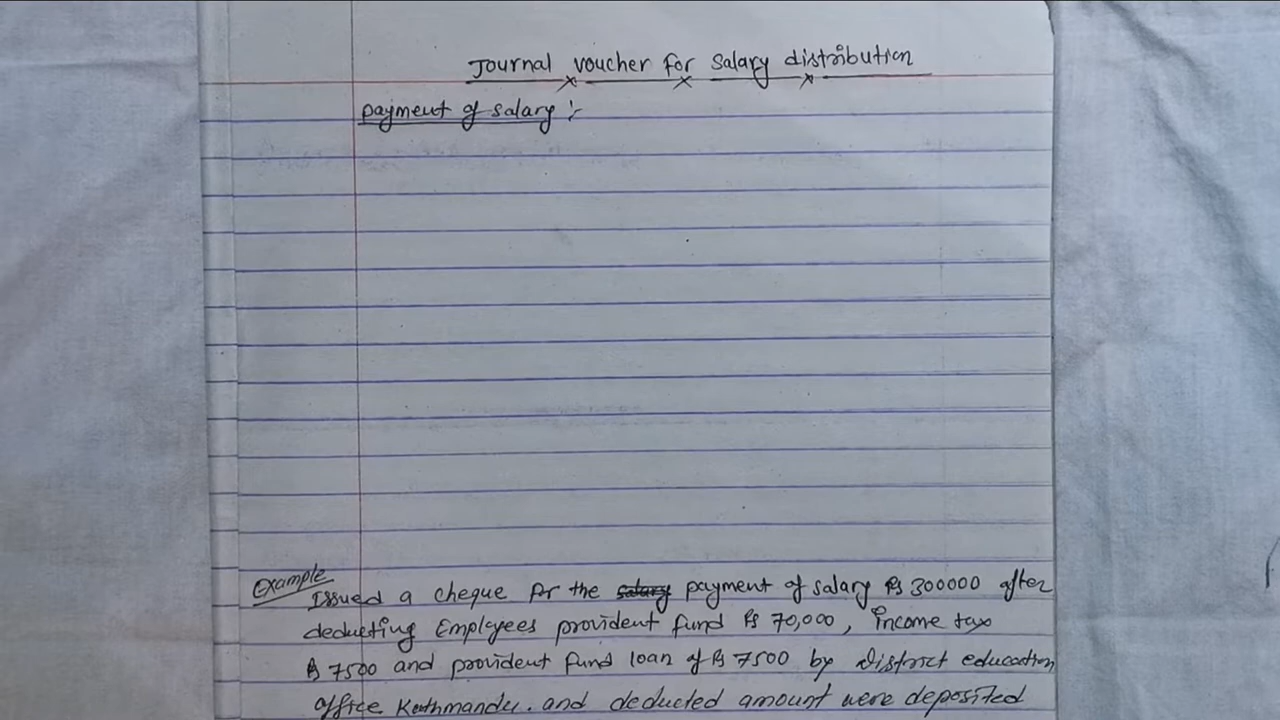 Journal voucher for salary distribution
payment of salary :-
Example
Issued a cheque for the salary payment of salary Rs 300000 after
deducting Employees provident fund Rs 70,000, income tax
Rs 7500 and provident fund loan of Rs 7500 by District education
office Kathmandu. and deducted amount were deposited